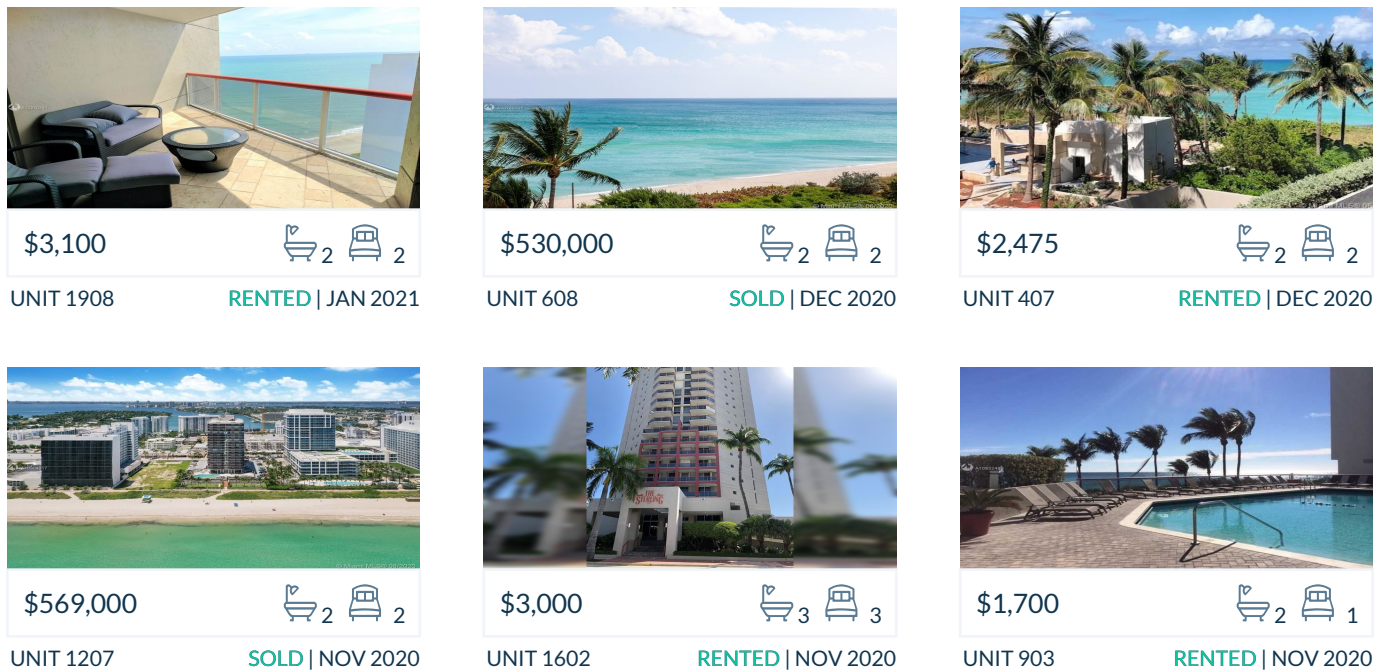 $3,100 2 2
UNIT 1908 RENTED | JAN 2021
$530,000 2 2
UNIT 608 SOLD | DEC 2020
$2,475 2 2
UNIT 407 RENTED | DEC 2020
$569,000 2 2
UNIT 1207 SOLD | NOV 2020
THE
STERLING
$3,000 3 3
UNIT 1602 RENTED | NOV 2020
$1,700 2 1
UNIT 903 RENTED | NOV 2020